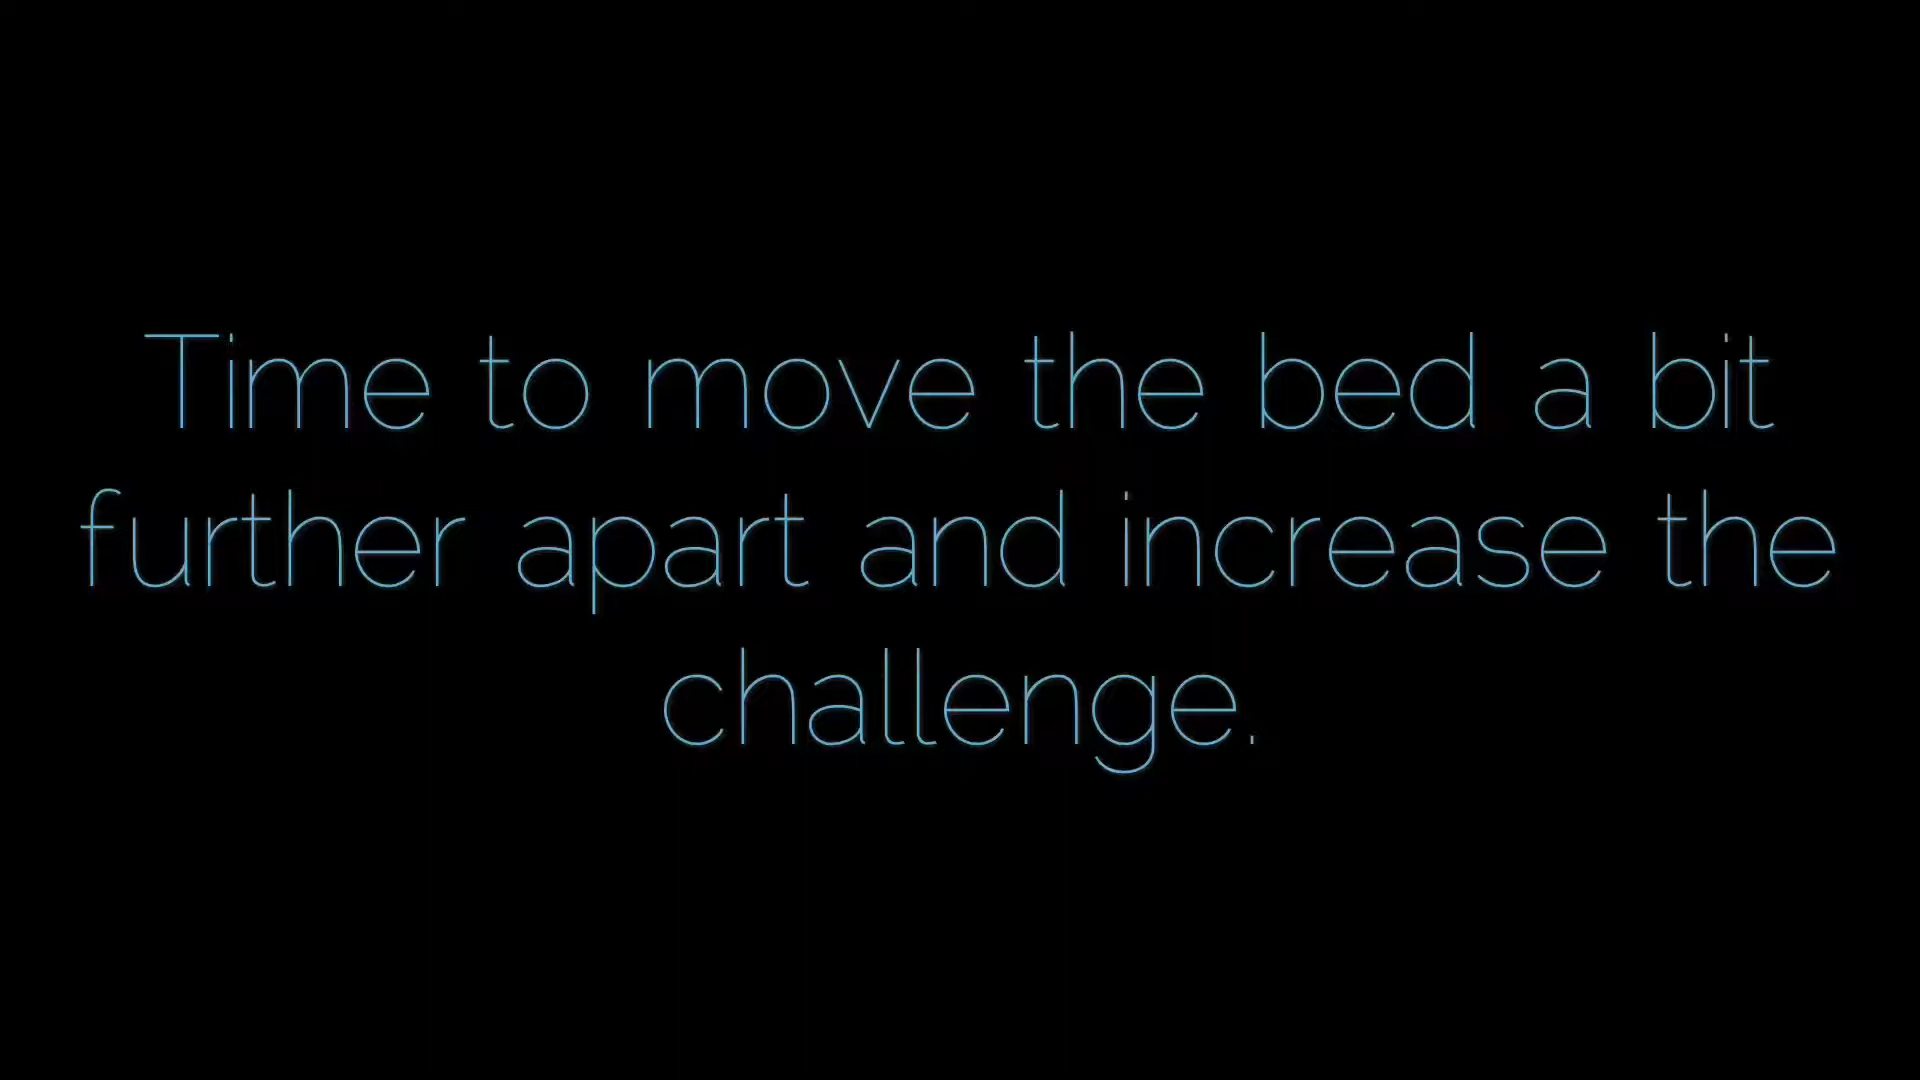 Time to move the bed a bit
further apart and increase the
challenge.